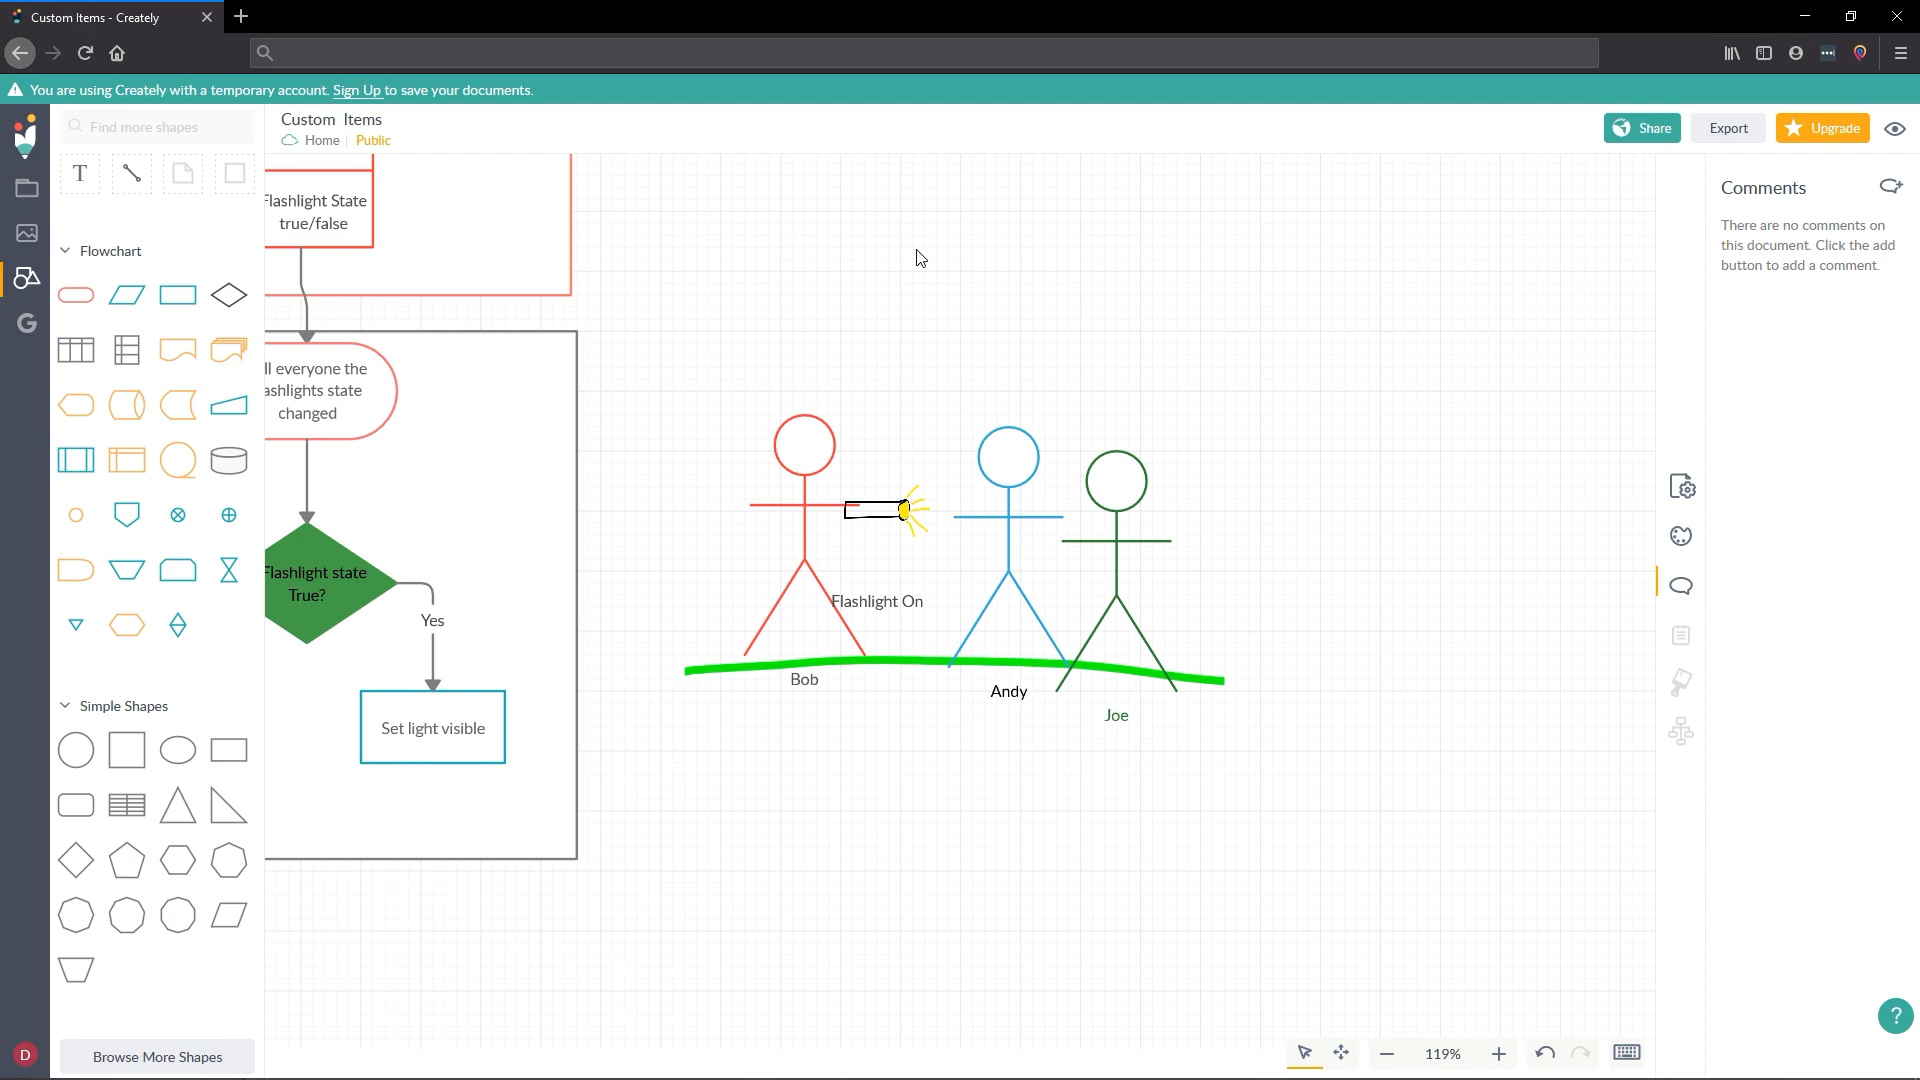 Custom Items - Creately
You are using Creately with a temporary account. Sign Up to save your documents.
Find more shapes
Custom Items
Home
Public
Share
Export
Upgrade
T
Comments
There are no comments on
this document. Click the add
button to add a comment.
Flowchart
Flashlight State
true/false
ll everyone the
ashlights state
changed
Flashlight state
True?
Yes
Set light visible
Flashlight On
Bob
Andy
Joe
Simple Shapes
G
D
Browse More Shapes
119%
?